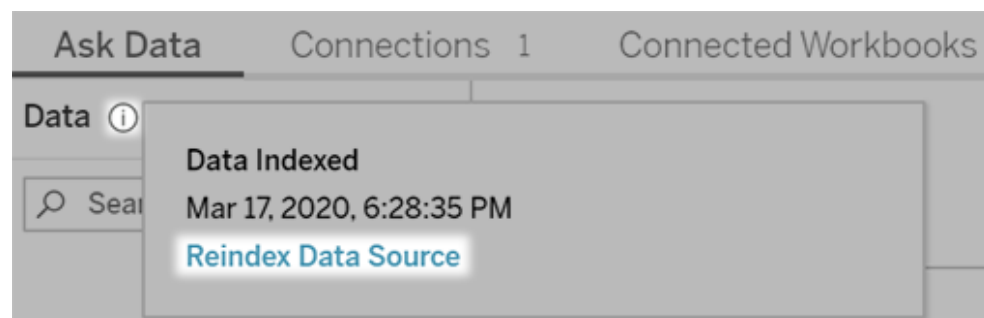 Ask Data Connections 1 Connected Workbooks
Data
Data Indexed
Sear
Mar 17, 2020, 6:28:35 PM
Reindex Data Source